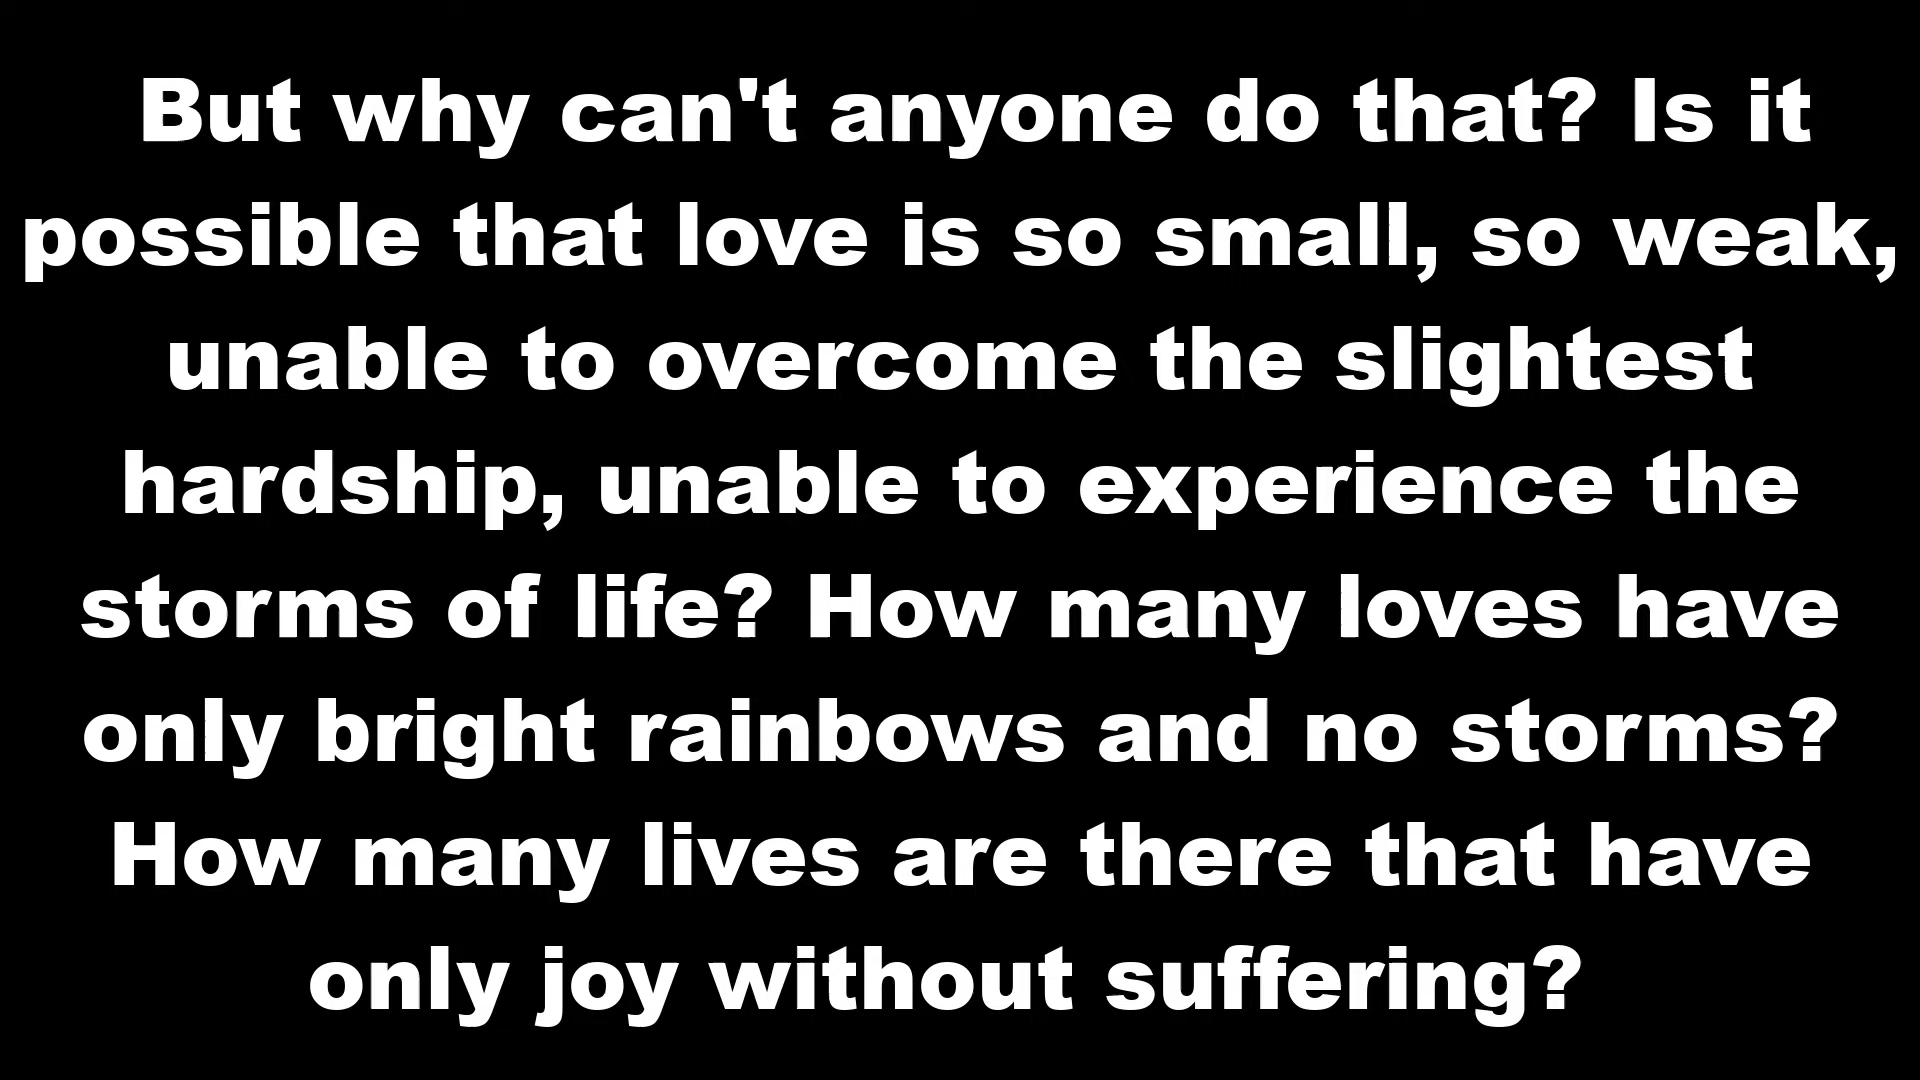 But why can't anyone do that? Is it
possible that love is so small, so weak,
unable to overcome the slightest
hardship, unable to experience the
storms of life? How many loves have
only bright rainbows and no storms?
How many lives are there that have
only joy without suffering?